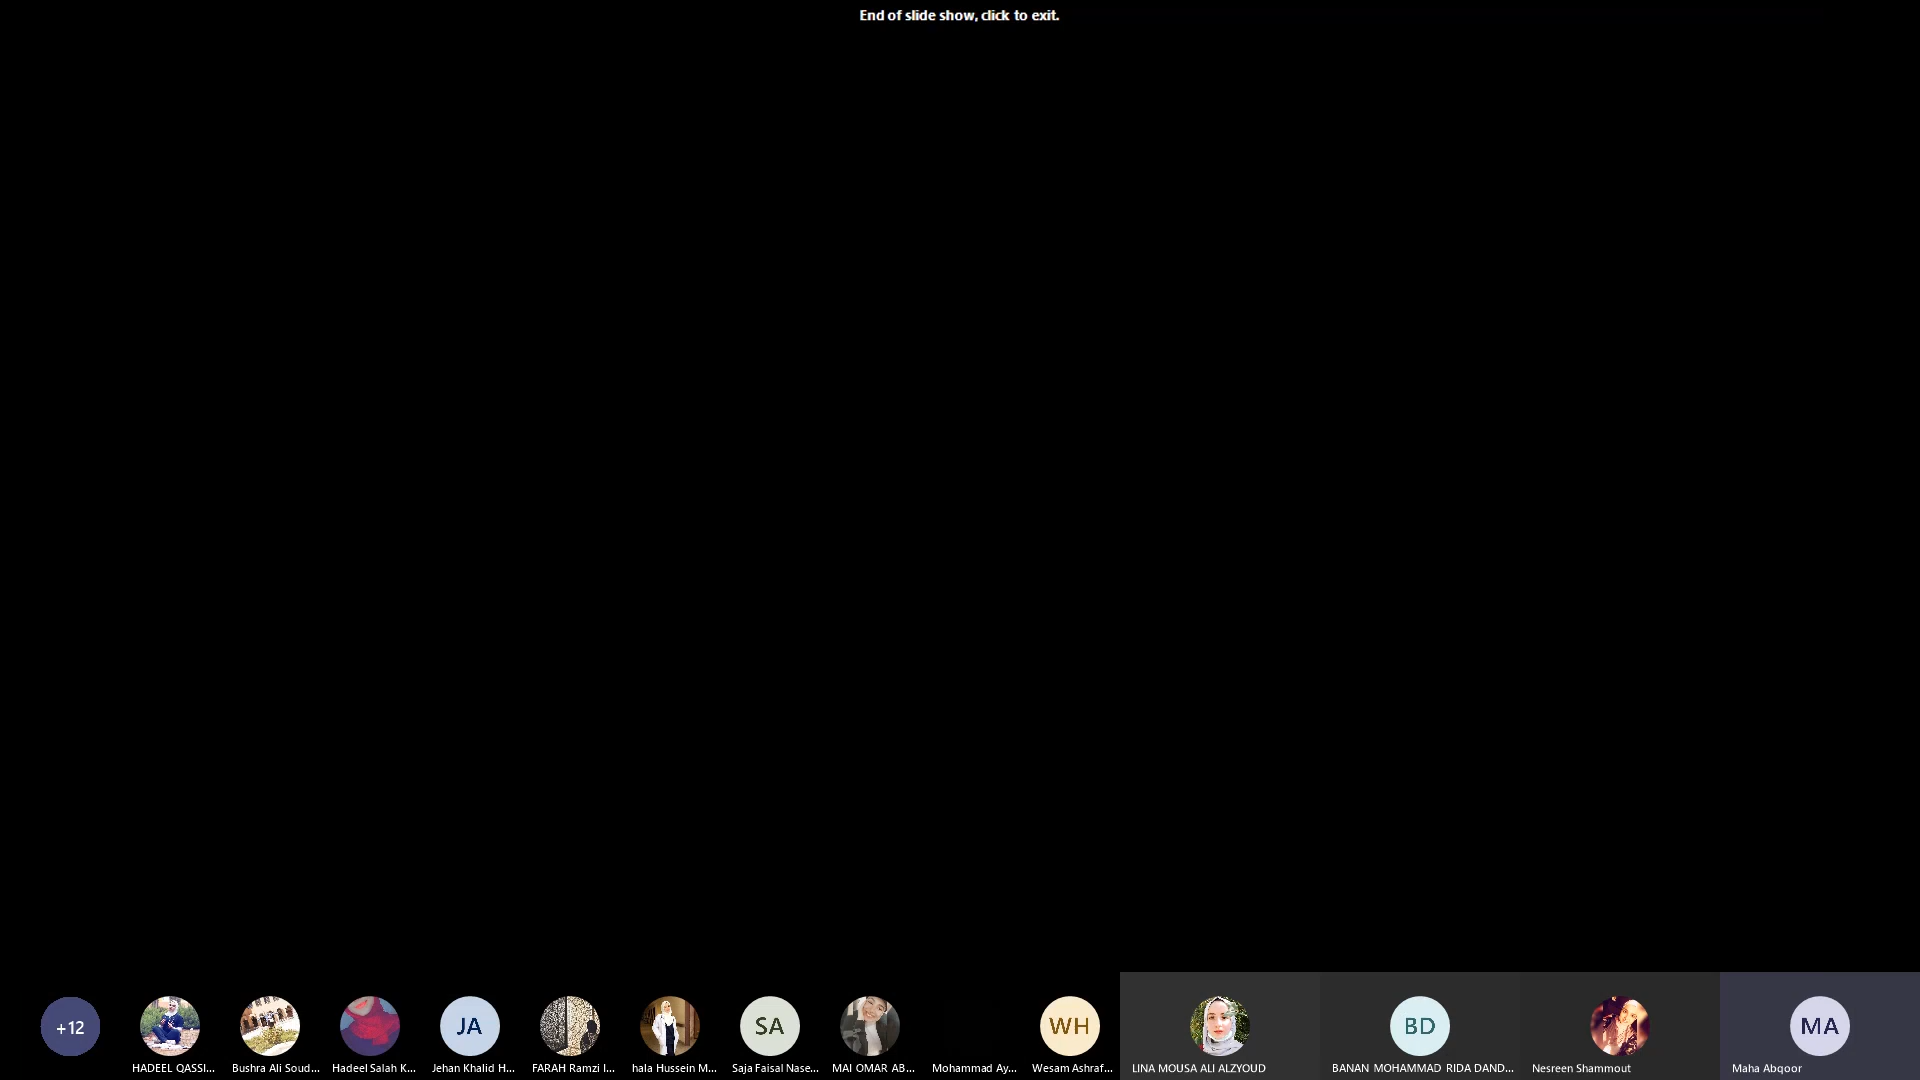 End of slide show, click to exit.
+12
JA
SA
WH
BD
MA
HADEEL QASSI...
Bushra Ali Soud...
Hadeel Salah K...
Jehan Khalid H...
FARAH Ramzi I...
hala Hussein M...
Saja Faisal Nase...
MAI OMAR AB...
Mohammad Ay...
Wesam Ashraf...
LINA MOUSA ALI ALZYOUD
BANAN MOHAMMAD RIDA DAND...
Nesreen Shammout
Maha Abqoor